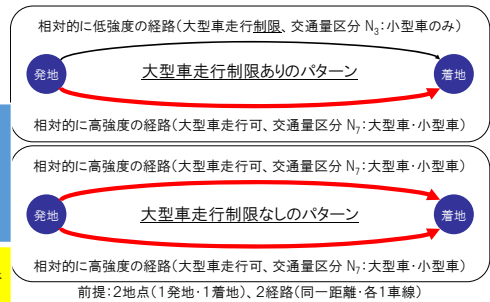 相対的に低強度の経路(大型車走行制限、交通量区分 N₃:小型車のみ)
発地
大型車走行制限ありのパターン
着地
相対的に高強度の経路(大型車走行可、交通量区分 N₇:大型車・小型車)
相対的に高強度の経路(大型車走行可、交通量区分 N₇:大型車・小型車)
発地
大型車走行制限なしのパターン
着地
相対的に高強度の経路(大型車走行可、交通量区分 N₇:大型車・小型車)
前提:2地点(1発地・1着地)、2経路(同一距離・各1車線)